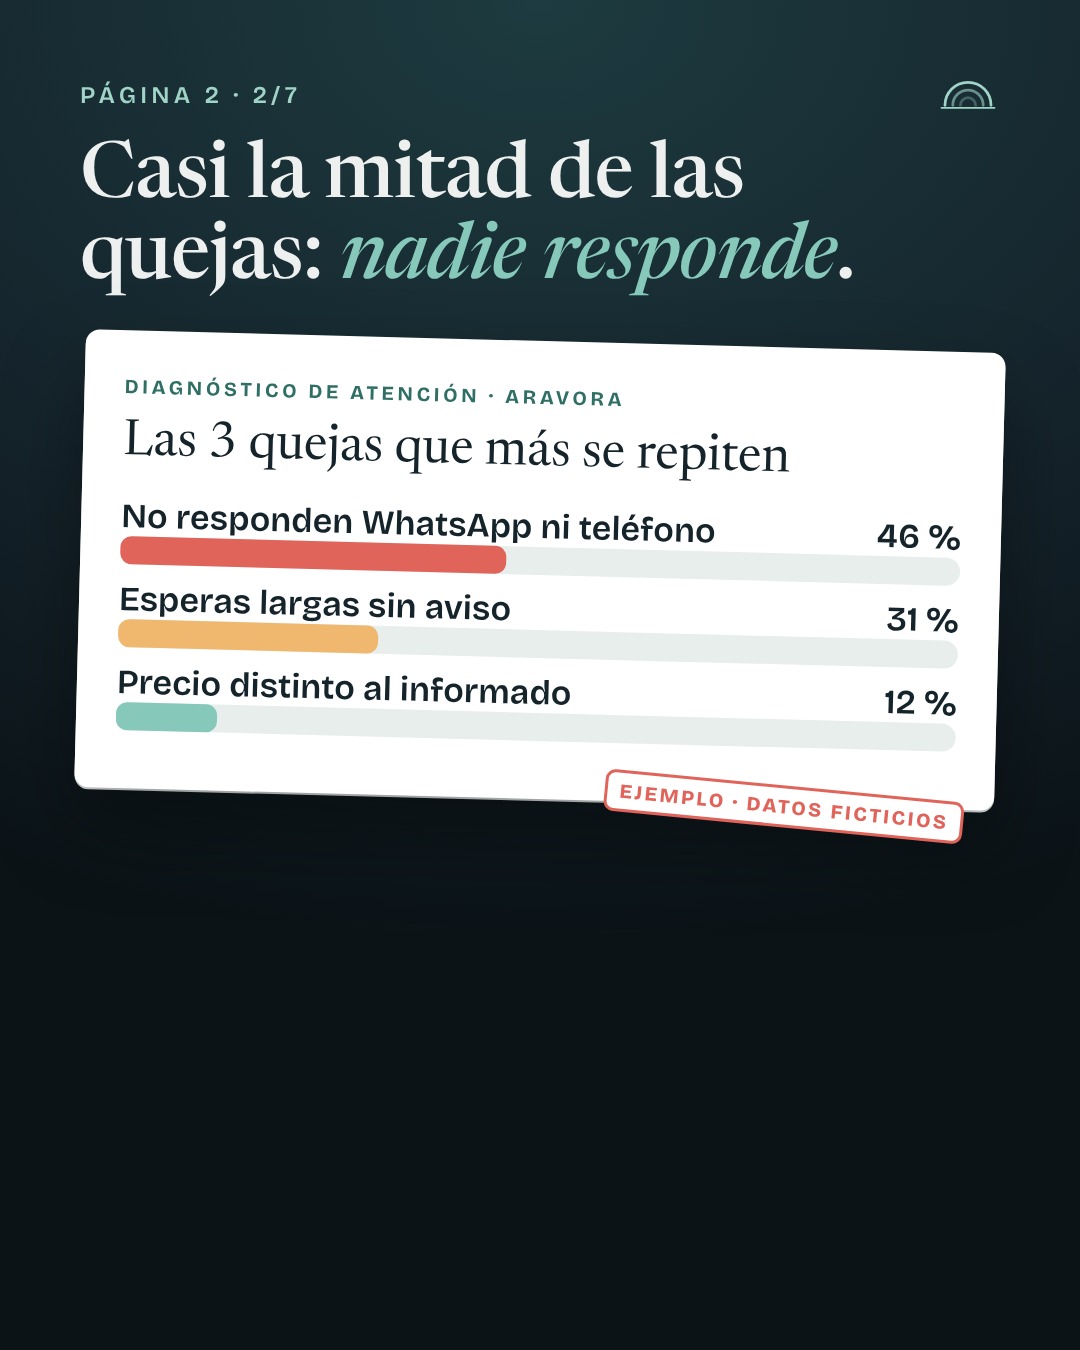 PÁGINA 2 · 2/7
Casi la mitad de las
quejas: nadie responde.
DIAGNÓSTICO DE ATENCIÓN · ARAVORA
Las 3 quejas que más se repiten
No responden WhatsApp ni teléfono 46 %
Esperas largas sin aviso 31 %
Precio distinto al informado 12 %
EJEMPLO · DATOS FICTICIOS